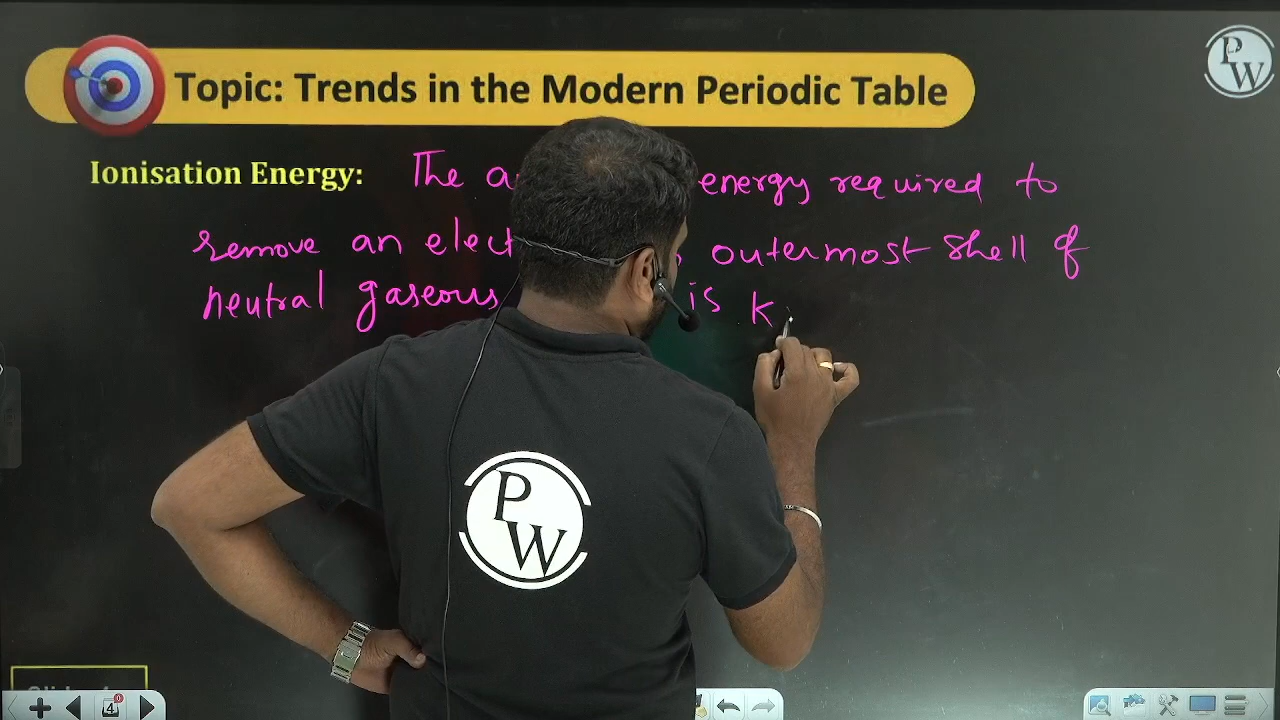 Topic: Trends in the Modern Periodic Table
PW
Ionisation Energy: The energy required to
remove an outermost shell of
neutral gaseous is K
PW
4